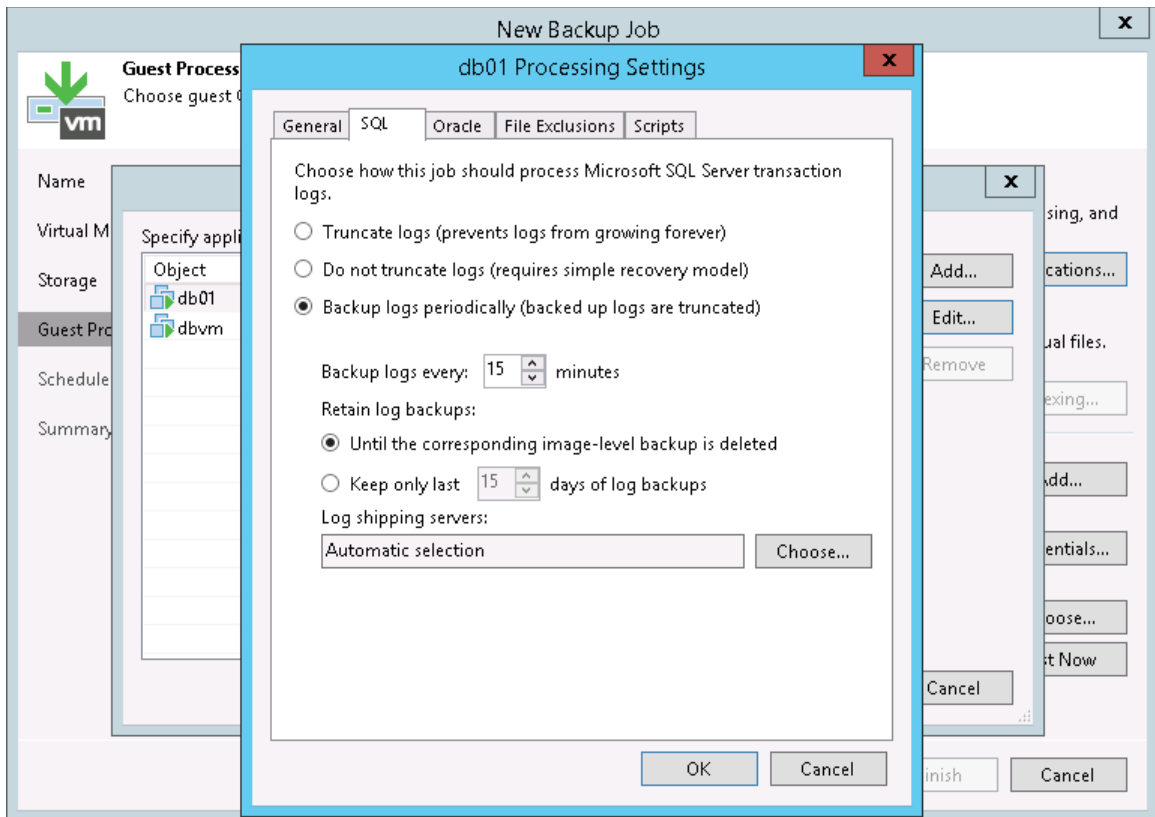 New Backup Job
x
db01 Processing Settings
x
Guest Process
Choose guest
vm
General
SQL
Oracle
File Exclusions
Scripts
Choose how this job should process Microsoft SQL Server transaction
logs.
Truncate logs (prevents logs from growing forever)
Do not truncate logs (requires simple recovery model)
Backup logs periodically (backed up logs are truncated)
Backup logs every: 15 minutes
Retain log backups:
Until the corresponding image-level backup is deleted
Keep only last 15 days of log backups
Log shipping servers:
Automatic selection
Choose...
OK
Cancel
Name
Virtual M
Storage
Guest Pro
Schedule
Summary
x
Specify appli
Object
db01
dbvm
Add...
Edit...
Remove
Cancel
sing, and
cations...
ual files.
exing...
Add...
entials...
oose...
st Now
inish
Cancel